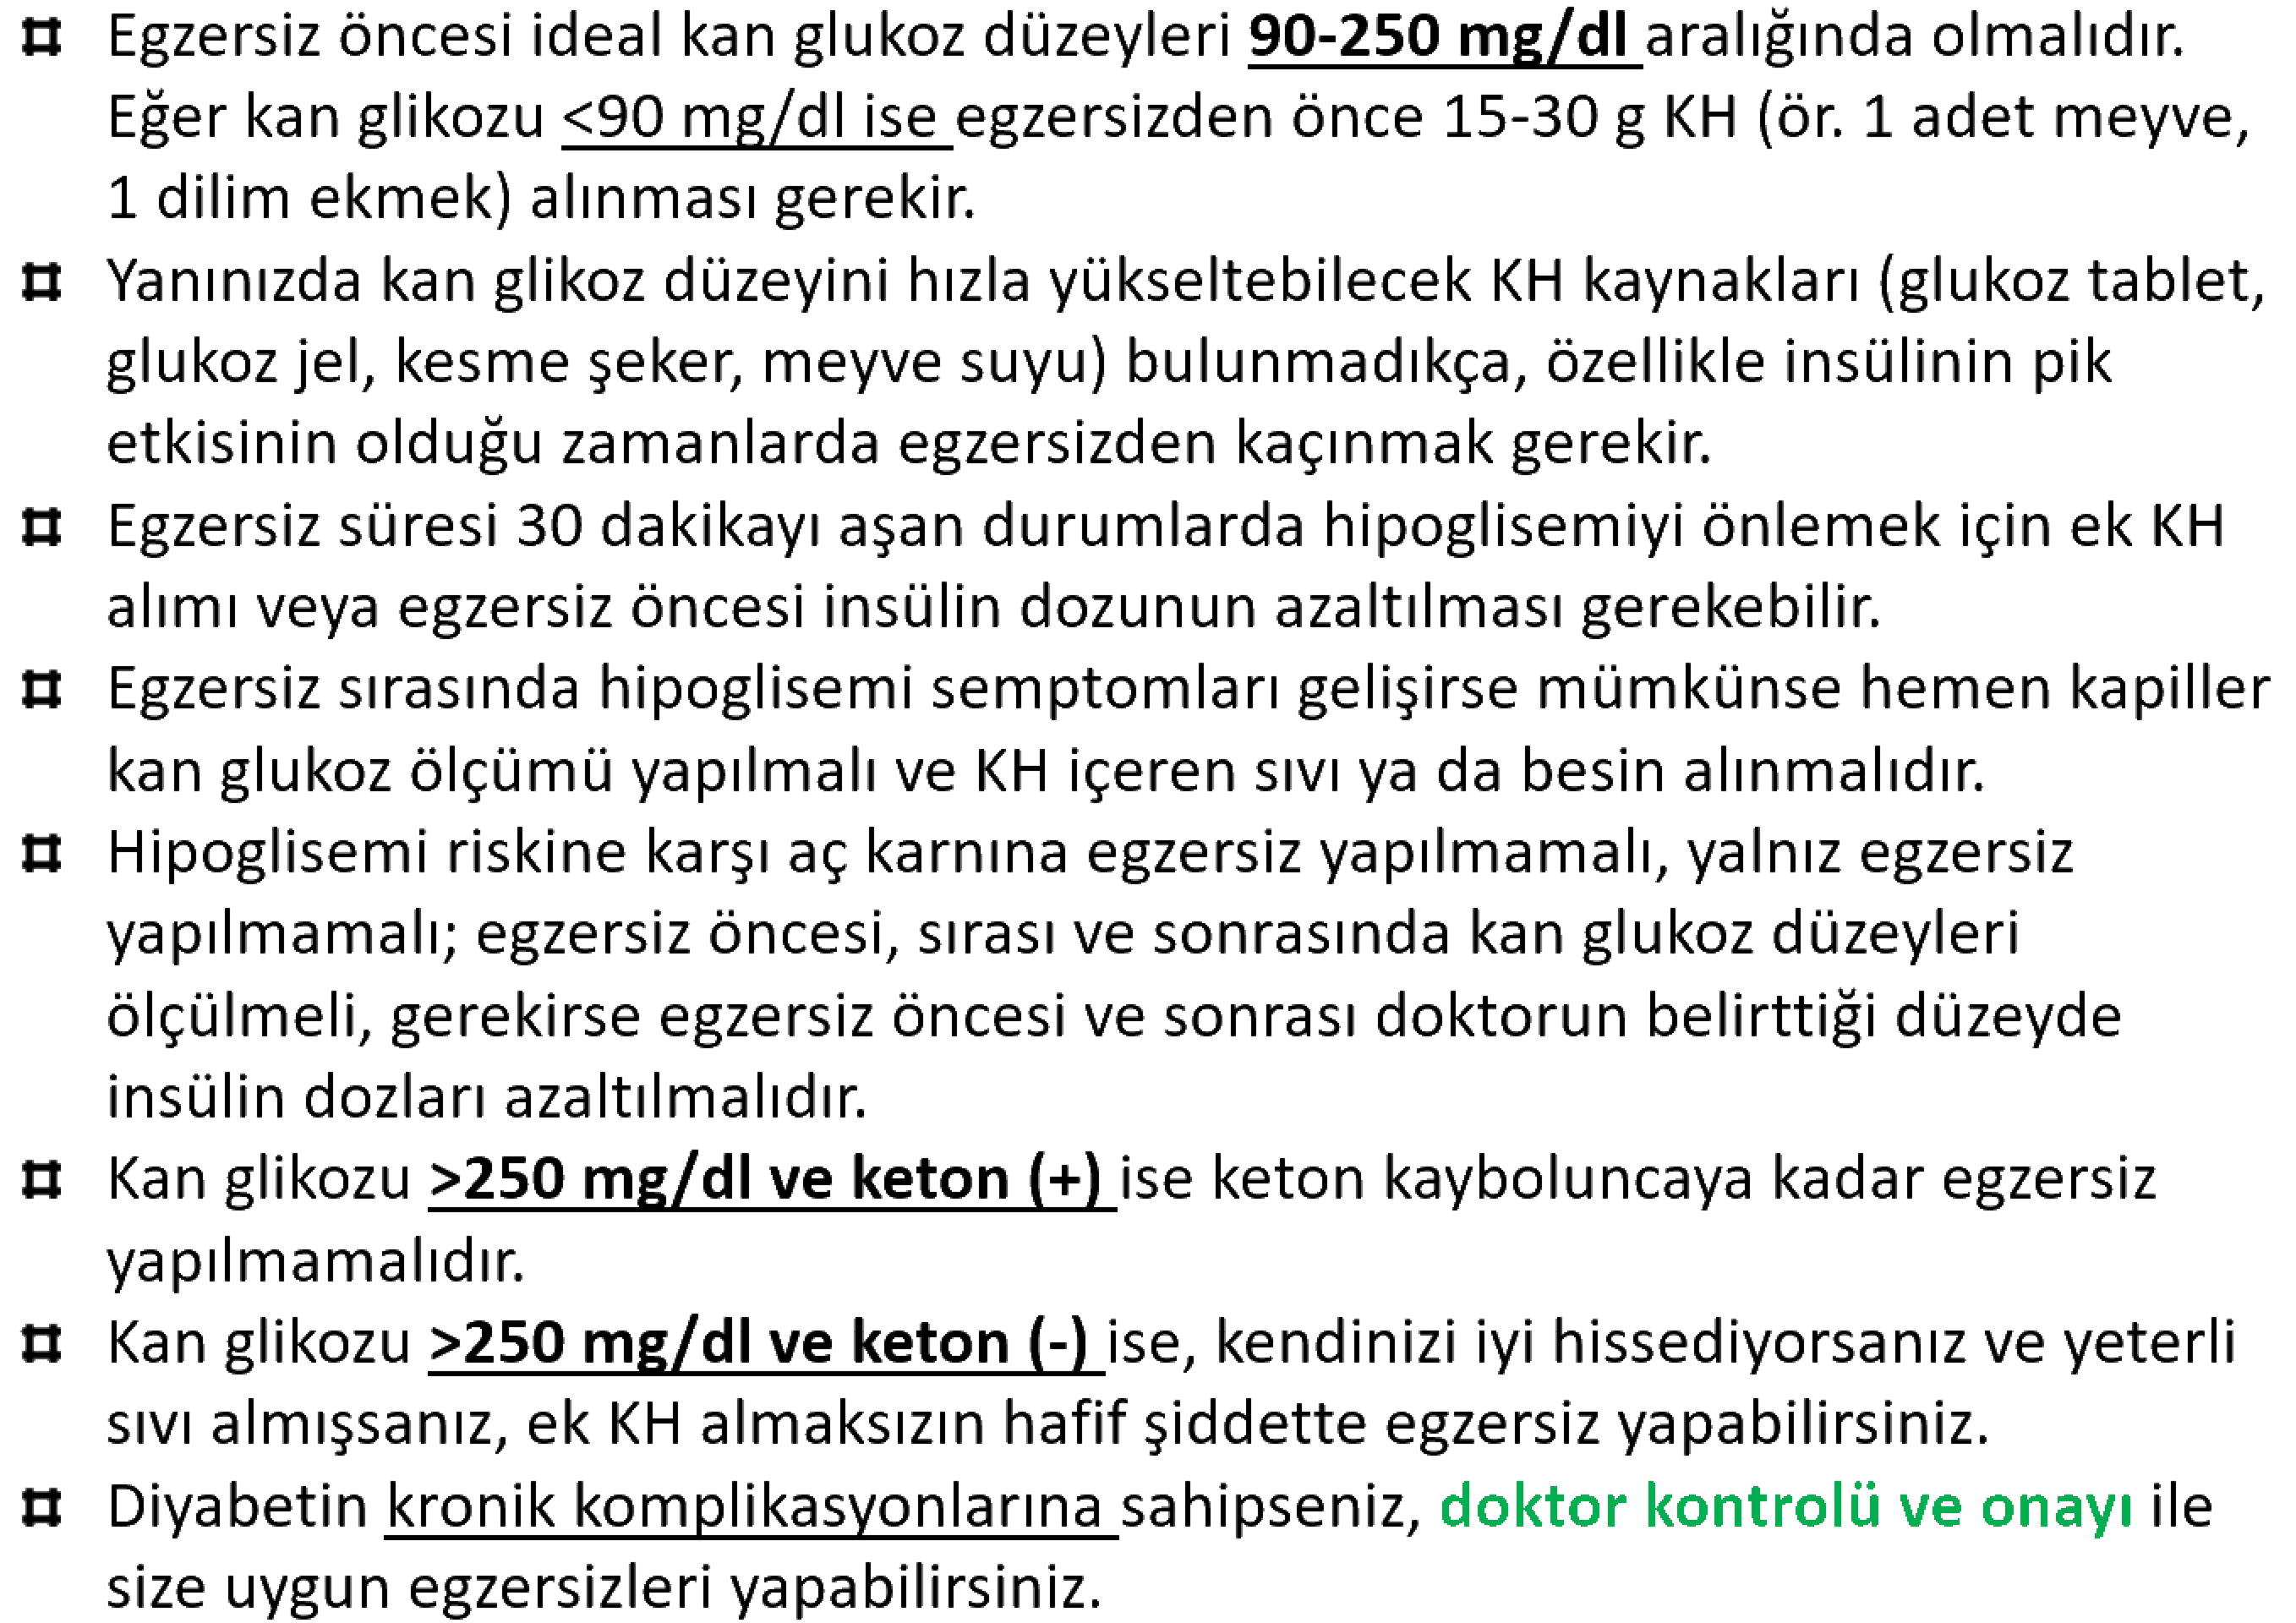 ¤ Egzersiz öncesi ideal kan glukoz düzeyleri 90-250 mg/dl aralığında olmalıdır.
Eğer kan glikozu <90 mg/dl ise egzersizden önce 15-30 g KH (ör. 1 adet meyve,
1 dilim ekmek) alınması gerekir.
¤ Yanınızda kan glikoz düzeyini hızla yükseltebilecek KH kaynakları (glukoz tablet,
glukoz jel, kesme şeker, meyve suyu) bulunmadıkça, özellikle insülinin pik
etkisinin olduğu zamanlarda egzersizden kaçınmak gerekir.
¤ Egzersiz süresi 30 dakikayı aşan durumlarda hipoglisemiyi önlemek için ek KH
alımı veya egzersiz öncesi insülin dozunun azaltılması gerekebilir.
¤ Egzersiz sırasında hipoglisemi semptomları gelişirse mümkünse hemen kapiller
kan glukoz ölçümü yapılmalı ve KH içeren sıvı ya da besin alınmalıdır.
¤ Hipoglisemi riskine karşı aç karnına egzersiz yapılmamalı, yalnız egzersiz
yapılmamalı; egzersiz öncesi, sırası ve sonrasında kan glukoz düzeyleri
ölçülmeli, gerekirse egzersiz öncesi ve sonrası doktorun belirttiği düzeyde
insülin dozları azaltılmalıdır.
¤ Kan glikozu >250 mg/dl ve keton (+) ise keton kayboluncaya kadar egzersiz
yapılmamalıdır.
¤ Kan glikozu >250 mg/dl ve keton (-) ise, kendinizi iyi hissediyorsanız ve yeterli
sıvı almışsanız, ek KH almaksızın hafif şiddette egzersiz yapabilirsiniz.
¤ Diyabetin kronik komplikasyonlarına sahipseniz, doktor kontrolü ve onayı ile
size uygun egzersizleri yapabilirsiniz.